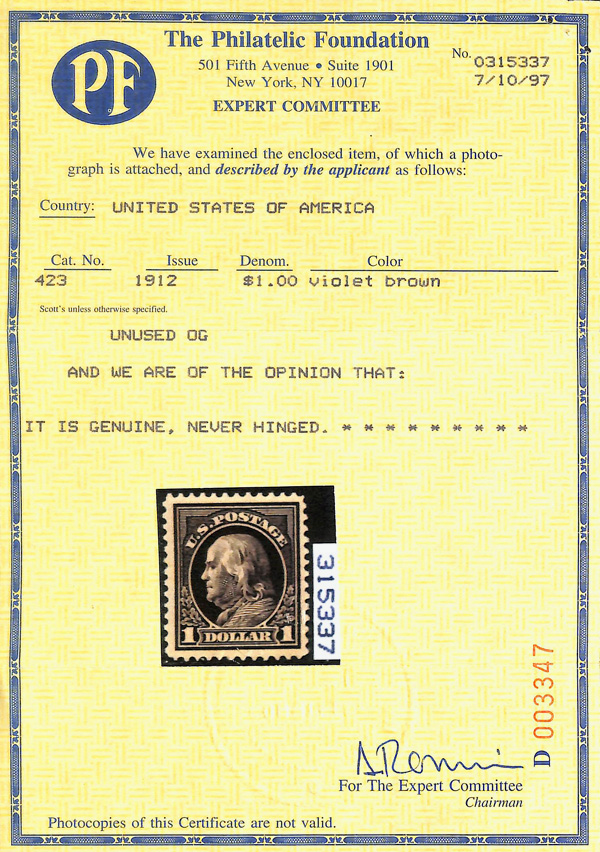 PF
The Philatelic Foundation
501 Fifth Avenue • Suite 1901
New York, NY 10017
EXPERT COMMITTEE
No. 0315337
7/10/97
We have examined the enclosed item, of which a photo-
graph is attached, and described by the applicant as follows:
Country: UNITED STATES OF AMERICA
Cat. No. Issue Denom. Color
423 1912 $1.00 violet brown
Scott's unless otherwise specified.
UNUSED OG
AND WE ARE OF THE OPINION THAT:
IT IS GENUINE, NEVER HINGED. * * * * * * * * *
U.S. POSTAGE
1 DOLLAR 1
315337
D 003347
For The Expert Committee
Chairman
Photocopies of this Certificate are not valid.